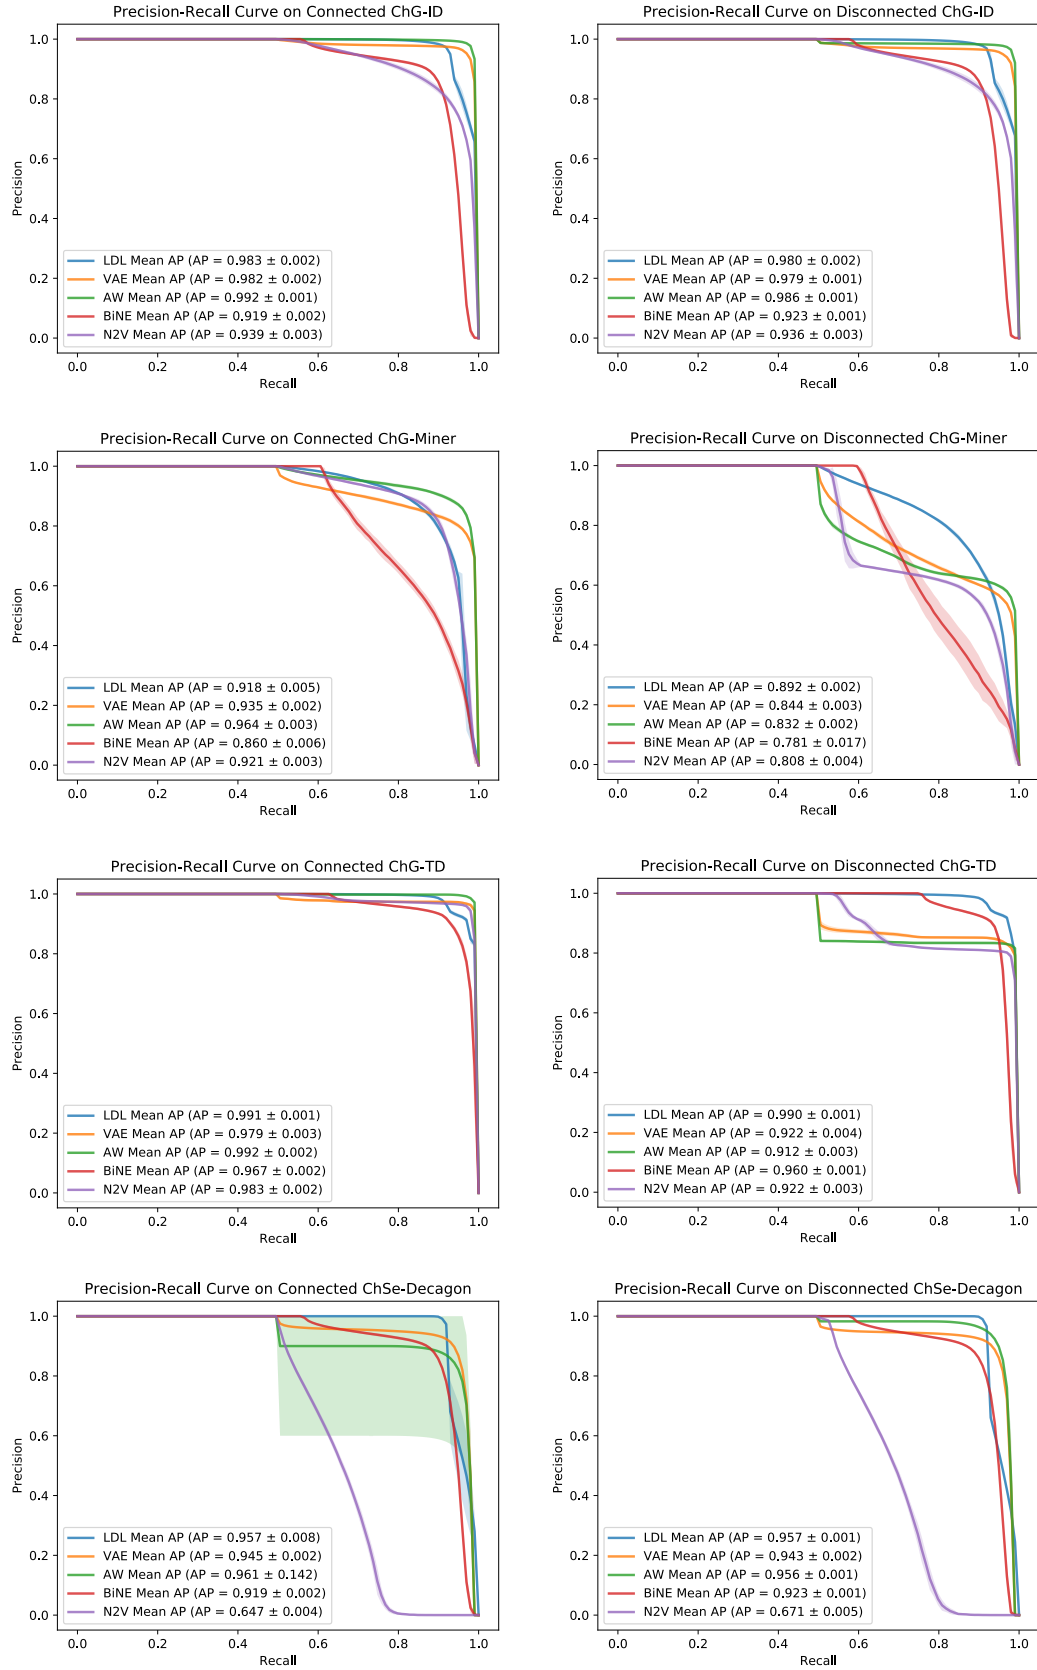 Precision-Recall Curve on Connected ChG-ID
1.0
0.8
0.6
0.4
0.2
0.0
Precision
LDL Mean AP (AP = 0.983 ± 0.002)
VAE Mean AP (AP = 0.982 ± 0.002)
AW Mean AP (AP = 0.992 ± 0.001)
BiNE Mean AP (AP = 0.919 ± 0.002)
N2V Mean AP (AP = 0.939 ± 0.003)
0.0 0.2 0.4 0.6 0.8 1.0
Recall
Precision-Recall Curve on Disconnected ChG-ID
1.0
0.8
0.6
0.4
0.2
0.0
Precision
LDL Mean AP (AP = 0.980 ± 0.002)
VAE Mean AP (AP = 0.979 ± 0.001)
AW Mean AP (AP = 0.986 ± 0.001)
BiNE Mean AP (AP = 0.923 ± 0.001)
N2V Mean AP (AP = 0.936 ± 0.003)
0.0 0.2 0.4 0.6 0.8 1.0
Recall
Precision-Recall Curve on Connected ChG-Miner
1.0
0.8
0.6
0.4
0.2
0.0
Precision
LDL Mean AP (AP = 0.918 ± 0.005)
VAE Mean AP (AP = 0.935 ± 0.002)
AW Mean AP (AP = 0.964 ± 0.003)
BiNE Mean AP (AP = 0.860 ± 0.006)
N2V Mean AP (AP = 0.921 ± 0.003)
0.0 0.2 0.4 0.6 0.8 1.0
Recall
Precision-Recall Curve on Disconnected ChG-Miner
1.0
0.8
0.6
0.4
0.2
0.0
Precision
LDL Mean AP (AP = 0.892 ± 0.002)
VAE Mean AP (AP = 0.844 ± 0.003)
AW Mean AP (AP = 0.832 ± 0.002)
BiNE Mean AP (AP = 0.781 ± 0.017)
N2V Mean AP (AP = 0.808 ± 0.004)
0.0 0.2 0.4 0.6 0.8 1.0
Recall
Precision-Recall Curve on Connected ChG-TD
1.0
0.8
0.6
0.4
0.2
0.0
Precision
LDL Mean AP (AP = 0.991 ± 0.001)
VAE Mean AP (AP = 0.979 ± 0.003)
AW Mean AP (AP = 0.992 ± 0.002)
BiNE Mean AP (AP = 0.967 ± 0.002)
N2V Mean AP (AP = 0.983 ± 0.002)
0.0 0.2 0.4 0.6 0.8 1.0
Recall
Precision-Recall Curve on Disconnected ChG-TD
1.0
0.8
0.6
0.4
0.2
0.0
Precision
LDL Mean AP (AP = 0.990 ± 0.001)
VAE Mean AP (AP = 0.922 ± 0.004)
AW Mean AP (AP = 0.912 ± 0.003)
BiNE Mean AP (AP = 0.960 ± 0.001)
N2V Mean AP (AP = 0.922 ± 0.003)
0.0 0.2 0.4 0.6 0.8 1.0
Recall
Precision-Recall Curve on Connected ChSe-Decagon
1.0
0.8
0.6
0.4
0.2
0.0
Precision
LDL Mean AP (AP = 0.957 ± 0.008)
VAE Mean AP (AP = 0.945 ± 0.002)
AW Mean AP (AP = 0.961 ± 0.142)
BiNE Mean AP (AP = 0.919 ± 0.002)
N2V Mean AP (AP = 0.647 ± 0.004)
0.0 0.2 0.4 0.6 0.8 1.0
Recall
Precision-Recall Curve on Disconnected ChSe-Decagon
1.0
0.8
0.6
0.4
0.2
0.0
Precision
LDL Mean AP (AP = 0.957 ± 0.001)
VAE Mean AP (AP = 0.943 ± 0.002)
AW Mean AP (AP = 0.956 ± 0.001)
BiNE Mean AP (AP = 0.923 ± 0.001)
N2V Mean AP (AP = 0.671 ± 0.005)
0.0 0.2 0.4 0.6 0.8 1.0
Recall